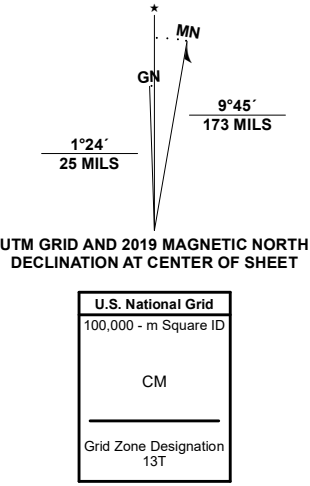 ★
MN
GN
9°45´
173 MILS
1°24´
25 MILS
UTM GRID AND 2019 MAGNETIC NORTH
DECLINATION AT CENTER OF SHEET
U.S. National Grid
100,000 - m Square ID
CM
Grid Zone Designation
13T